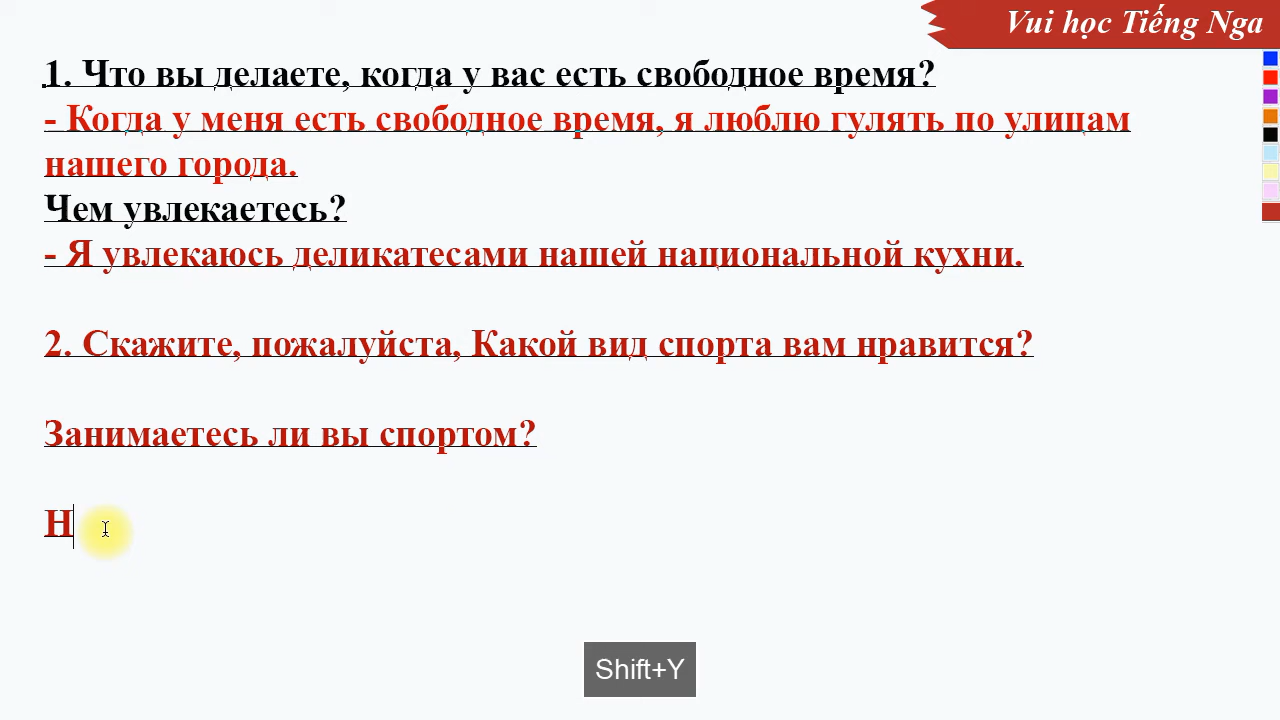 Vui học Tiếng Nga
1. Что вы делаете, когда у вас есть свободное время?
- Когда у меня есть свободное время, я люблю гулять по улицам
нашего города.
Чем увлекаетесь?
- Я увлекаюсь деликатесами нашей национальной кухни.
2. Скажите, пожалуйста, Какой вид спорта вам нравится?
Занимаетесь ли вы спортом?
Н
Shift+Y